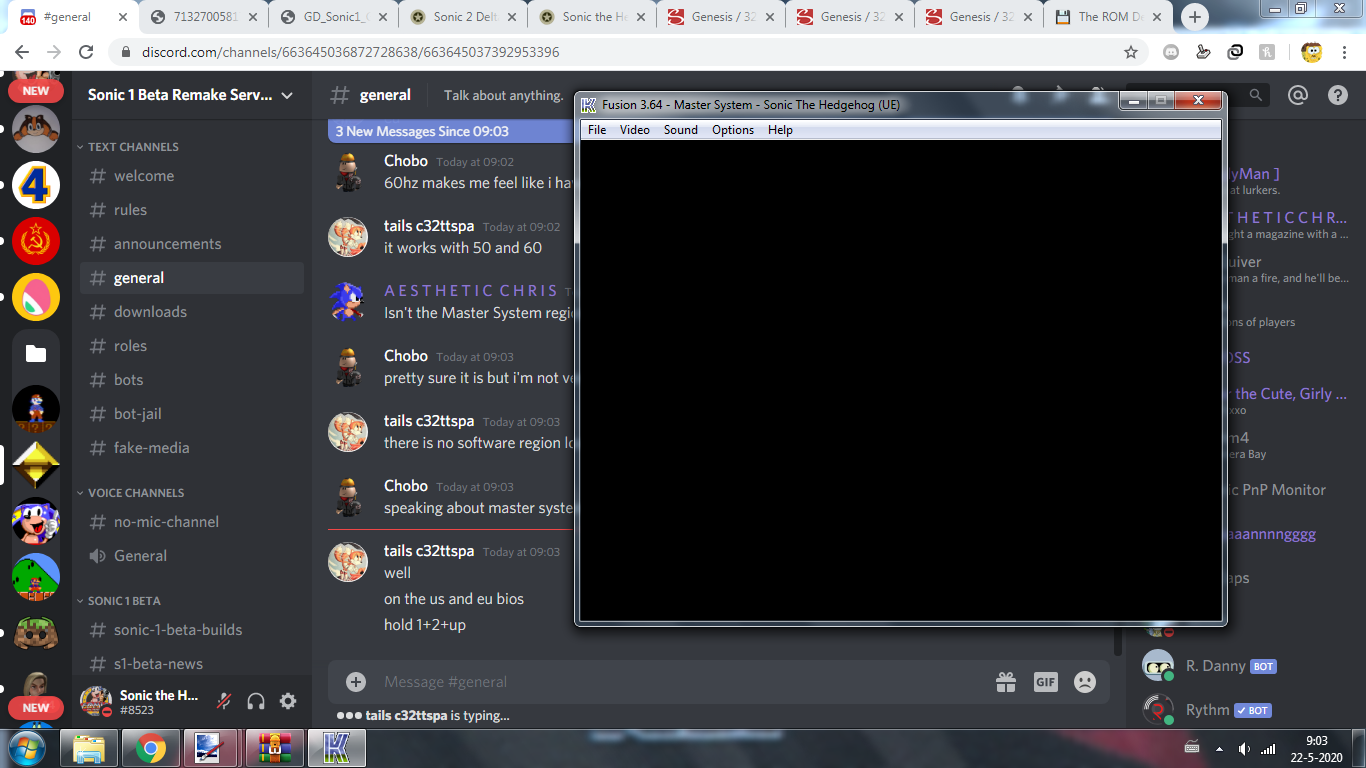 #general
7132700581
GD_Sonic1_
Sonic 2 Delt
Sonic the He
Genesis / 32
Genesis / 32
Genesis / 32
The ROM De
discord.com/channels/663645036872728638/663645037392953396
140
NEW
4
NEW
Sonic 1 Beta Remake Serv...
TEXT CHANNELS
# welcome
# rules
# announcements
# general
# downloads
# roles
# bots
# bot-jail
# fake-media
VOICE CHANNELS
# no-mic-channel
General
SONIC 1 BETA
# sonic-1-beta-builds
# s1-beta-news
Sonic the H...
#8523
# general
Talk about anything.
3 New Messages Since 09:03
Chobo Today at 09:02
60hz makes me feel like i ha
tails c32ttspa Today at 09:02
it works with 50 and 60
A E S T H E T I C C H R I S T
Isn't the Master System regi
Chobo Today at 09:03
pretty sure it is but i'm not ve
tails c32ttspa Today at 09:03
there is no software region lo
Chobo Today at 09:03
speaking about master syste
tails c32ttspa Today at 09:03
well
on the us and eu bios
hold 1+2+up
Message #general
GIF
tails c32ttspa is typing...
Fusion 3.64 - Master System - Sonic The Hedgehog (UE)
File Video Sound Options Help
lyMan ]
at lurkers.
T H E T I C C H R...
ght a magazine with a ...
uiver
man a fire, and he'll be...
ons of players
OSS
r the Cute, Girly ...
xxo
m4
era Bay
ic PnP Monitor
aaannnngggg
aps
R. Danny BOT
Rythm BOT
9:03
22-5-2020